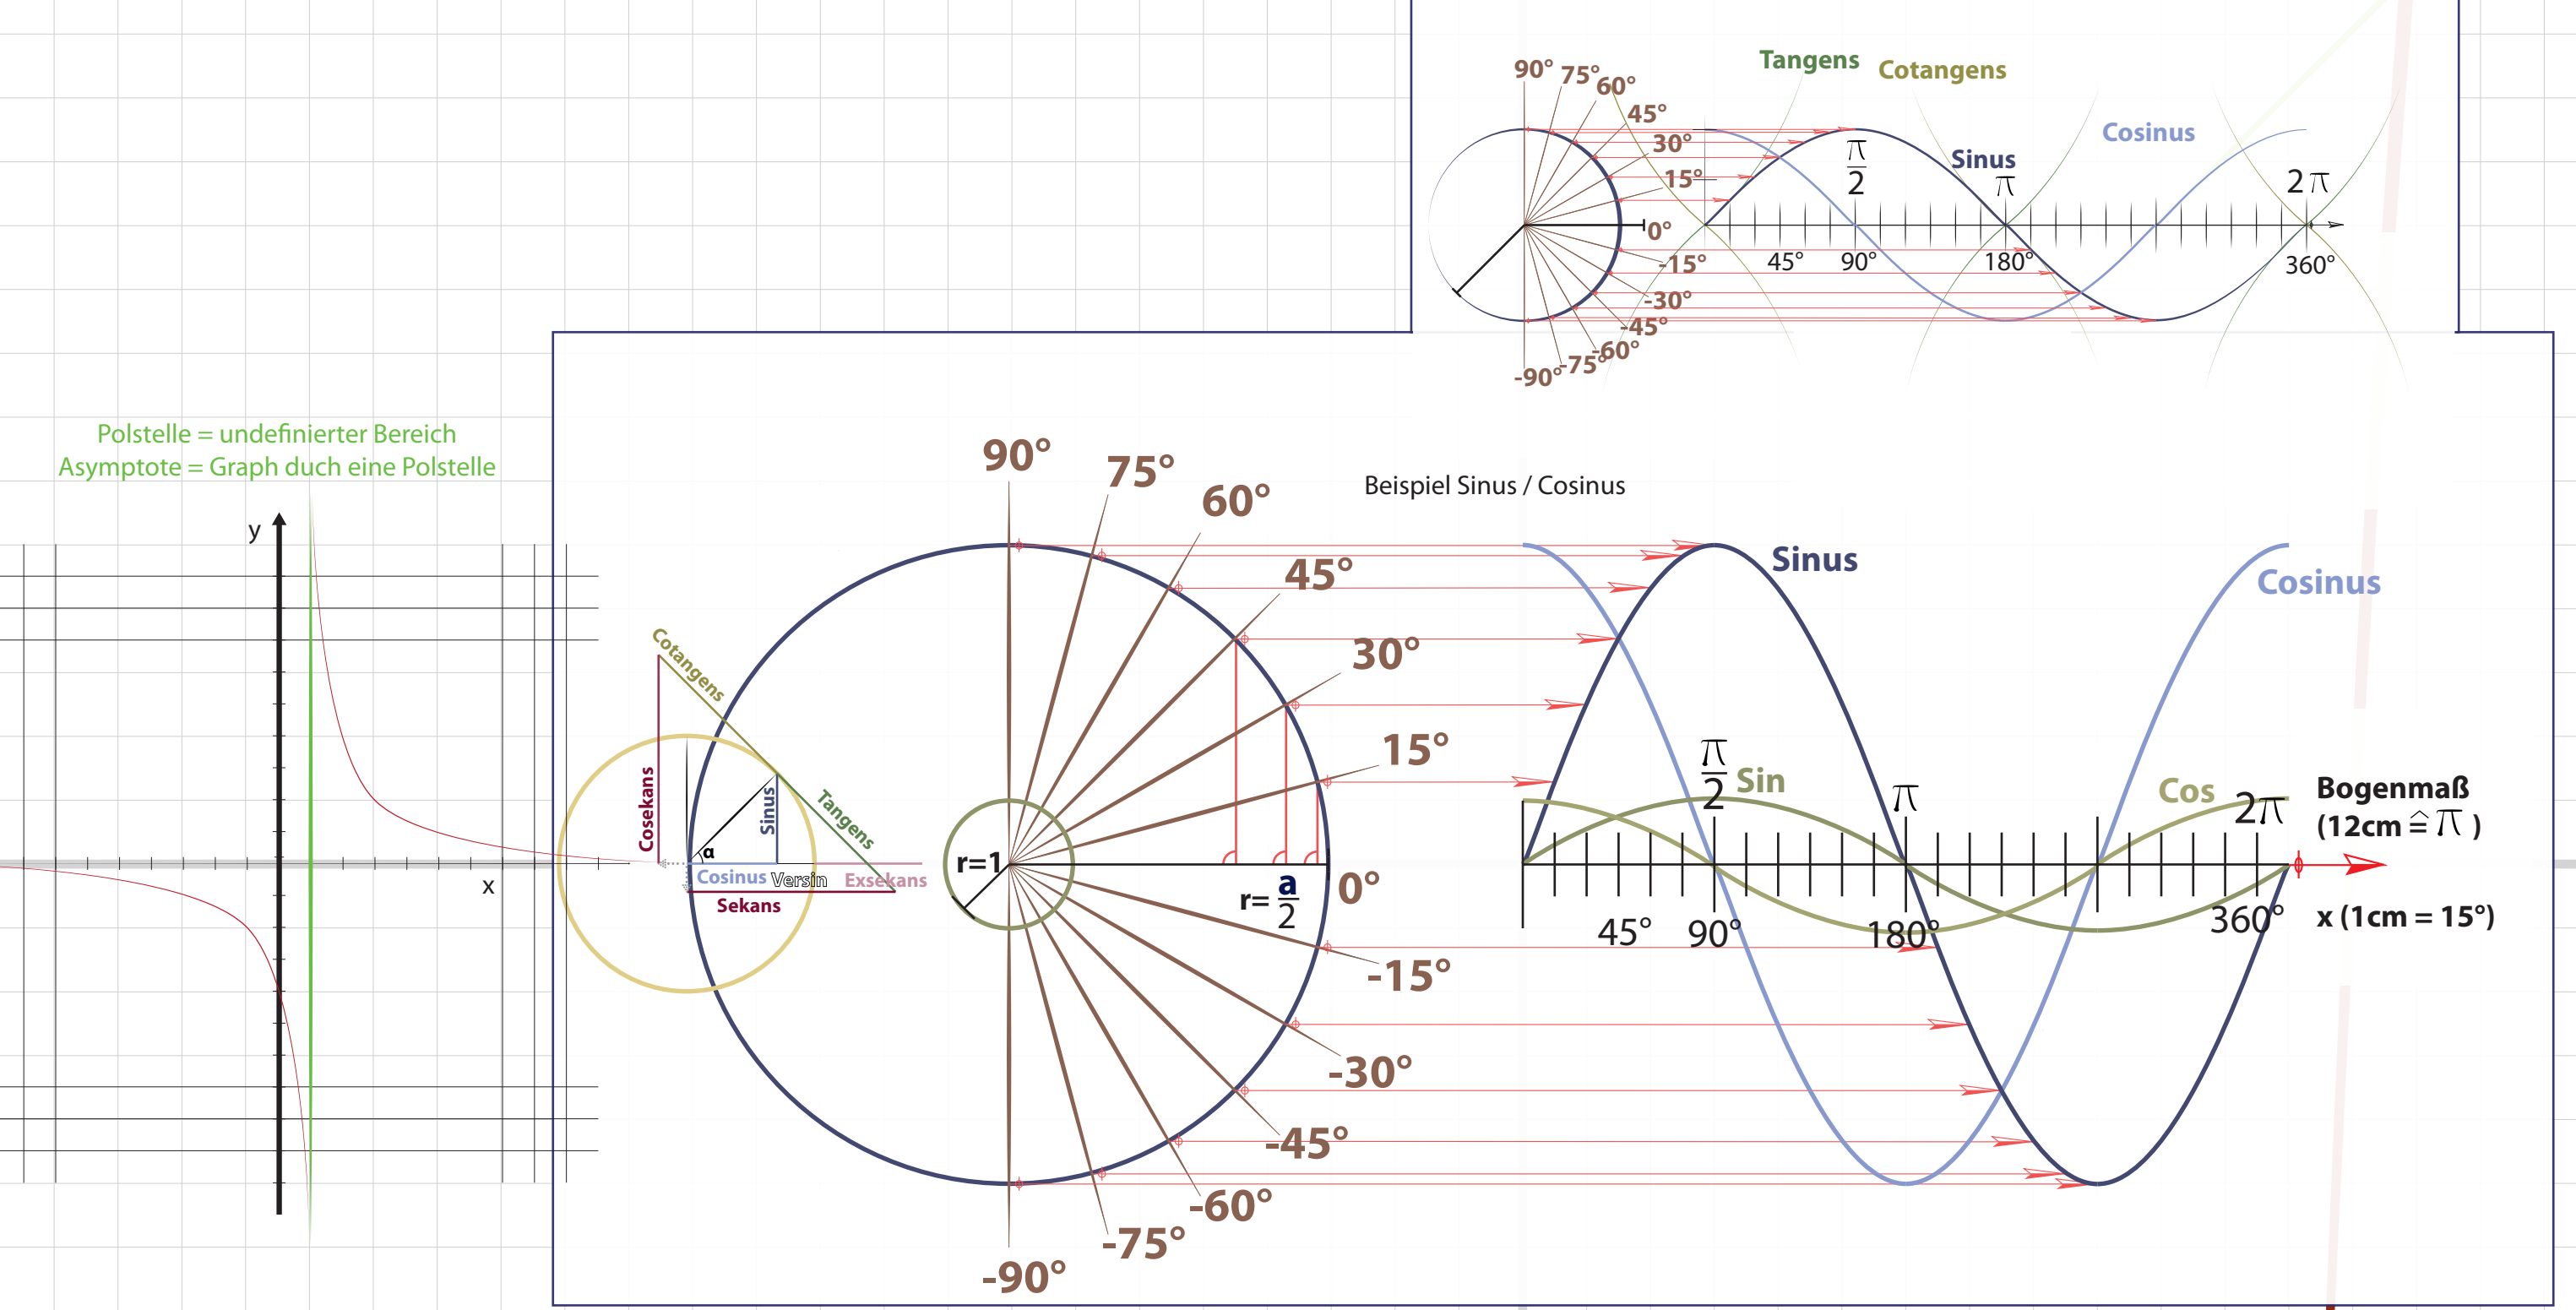 Tangens
Cotangens
90°
75°
60°
45°
30°
15°
0°
-15°
-30°
-45°
-60°
-75°
-90°
Cosinus
Sinus
π
2
π
2 π
45°
90°
180°
360°
Polstelle = undefinierter Bereich
Asymptote = Graph duch eine Polstelle
y
x
Beispiel Sinus / Cosinus
90°
75°
60°
45°
30°
15°
0°
-15°
-30°
-45°
-60°
-75°
-90°
Cotangens
Cosekans
Sinus
Tangens
α
Cosinus
Versin
Exsekans
Sekans
r=1
r= a
2
Sinus
Cosinus
π
2
Sin
π
Cos
2π
45°
90°
180°
360°
Bogenmaß
(12cm ≙ π )
x (1cm = 15°)